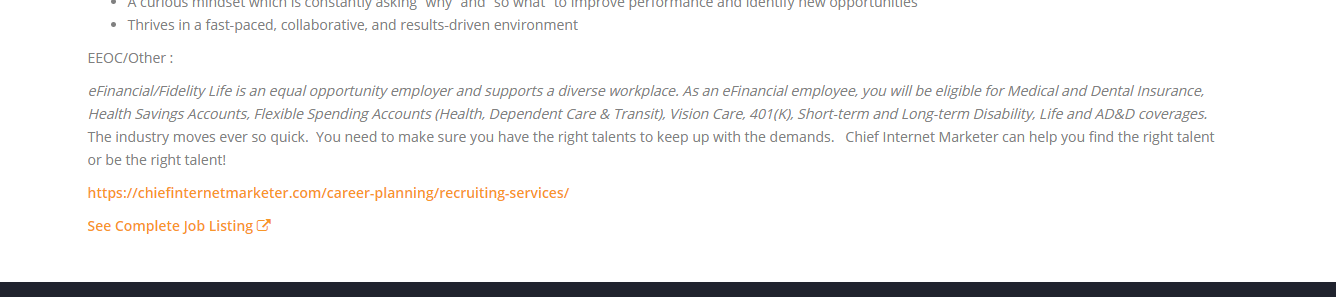 A curious mindset which is constantly asking "why" and "so what" to improve performance and identify new opportunities
Thrives in a fast-paced, collaborative, and results-driven environment
EEOC/Other :
eFinancial/Fidelity Life is an equal opportunity employer and supports a diverse workplace. As an eFinancial employee, you will be eligible for Medical and Dental Insurance,
Health Savings Accounts, Flexible Spending Accounts (Health, Dependent Care & Transit), Vision Care, 401(K), Short-term and Long-term Disability, Life and AD&D coverages.
The industry moves ever so quick.  You need to make sure you have the right talents to keep up with the demands.   Chief Internet Marketer can help you find the right talent
or be the right talent!
https://chiefinternetmarketer.com/career-planning/recruiting-services/
See Complete Job Listing